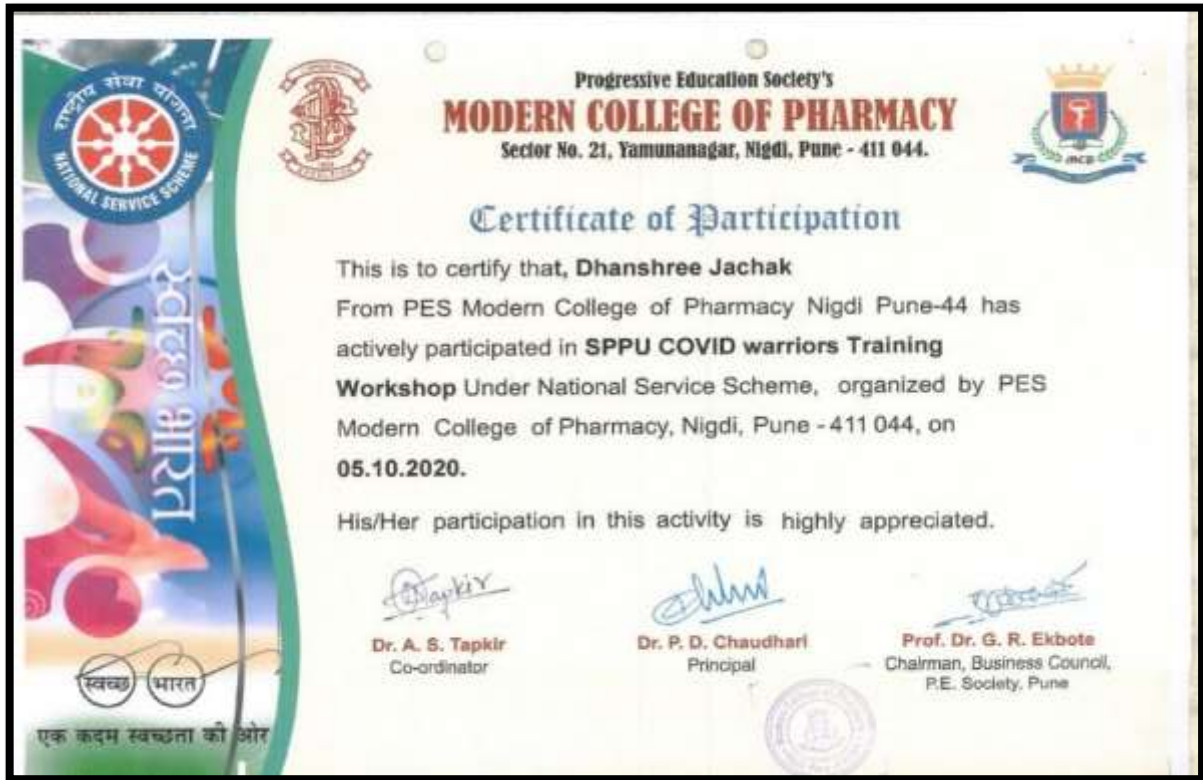 राष्ट्रीय सेवा योजना
NATIONAL SERVICE SCHEME
Progressive Education Society's
MODERN COLLEGE OF PHARMACY
Sector No. 21, Yamunanagar, Nigdi, Pune - 411 044.
MCP
Certificate of Participation
This is to certify that, Dhanshree Jachak
From PES Modern College of Pharmacy Nigdi Pune-44 has
actively participated in SPPU COVID warriors Training
Workshop Under National Service Scheme, organized by PES
Modern College of Pharmacy, Nigdi, Pune - 411 044, on
05.10.2020.
His/Her participation in this activity is highly appreciated.
Tapkir
Dr. A. S. Tapkir
Co-ordinator
Dr. P. D. Chaudhari
Principal
Prof. Dr. G. R. Ekbote
Chairman, Business Council,
P.E. Society, Pune
स्वच्छ भारत
एक कदम स्वच्छता की ओर